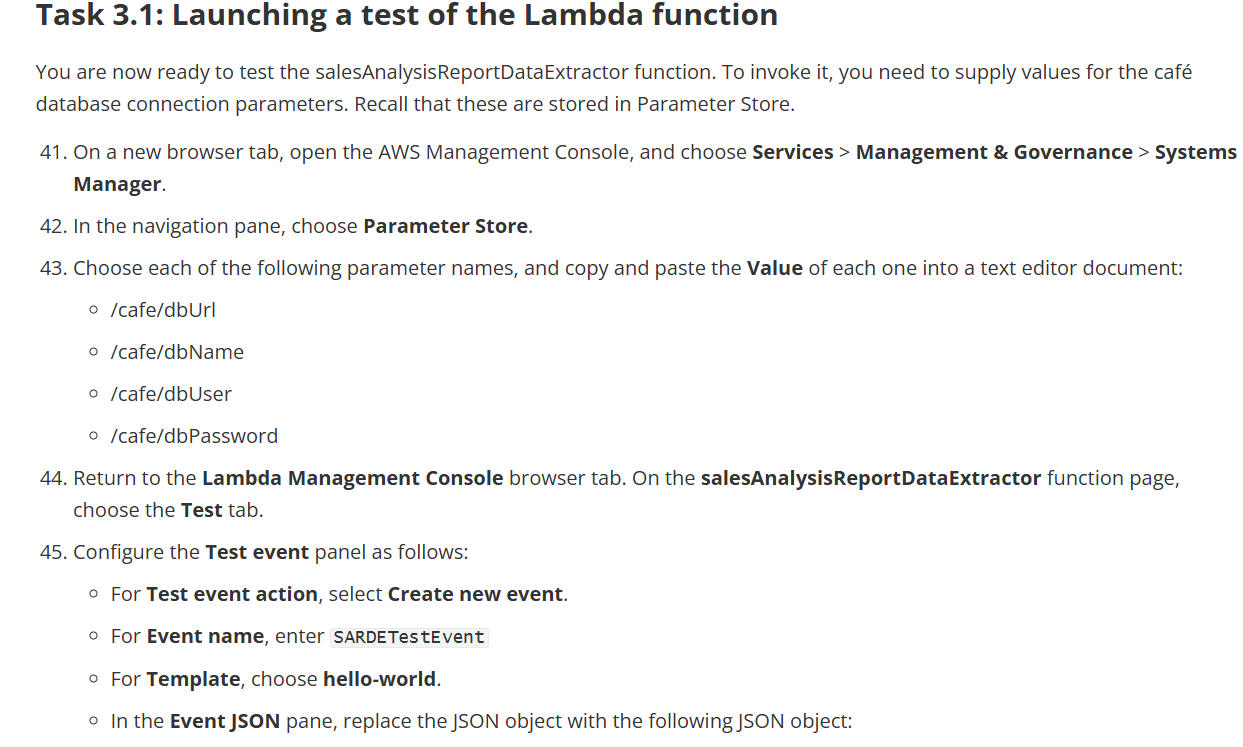 Task 3.1: Launching a test of the Lambda function
You are now ready to test the salesAnalysisReportDataExtractor function. To invoke it, you need to supply values for the café
database connection parameters. Recall that these are stored in Parameter Store.
41. On a new browser tab, open the AWS Management Console, and choose Services > Management & Governance > Systems
Manager.
42. In the navigation pane, choose Parameter Store.
43. Choose each of the following parameter names, and copy and paste the Value of each one into a text editor document:
◦ /cafe/dbUrl
◦ /cafe/dbName
◦ /cafe/dbUser
◦ /cafe/dbPassword
44. Return to the Lambda Management Console browser tab. On the salesAnalysisReportDataExtractor function page,
choose the Test tab.
45. Configure the Test event panel as follows:
◦ For Test event action, select Create new event.
◦ For Event name, enter SARDETestEvent
◦ For Template, choose hello-world.
◦ In the Event JSON pane, replace the JSON object with the following JSON object: